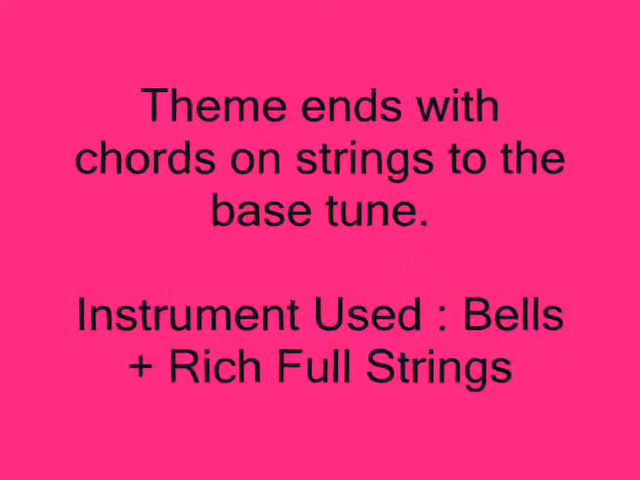 Theme ends with
chords on strings to the
base tune.
Instrument Used : Bells
+ Rich Full Strings